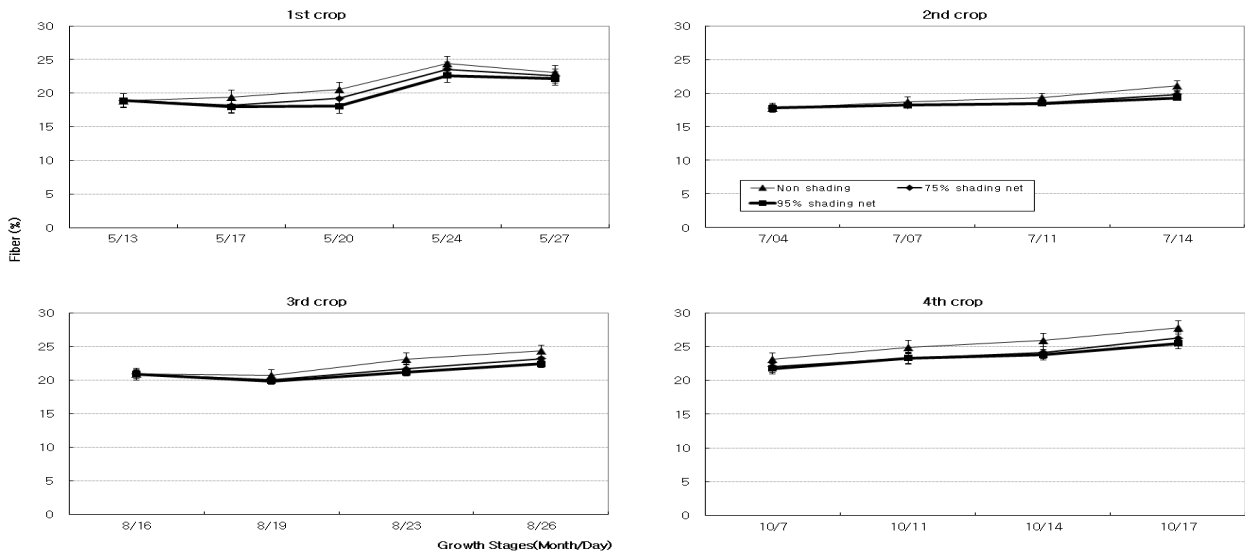 1st crop
30
25
20
15
10
5
0
5/13 5/17 5/20 5/24 5/27
2nd crop
30
25
20
15
10
5
0
Non shading 75% shading net
95% shading net
7/04 7/07 7/11 7/14
Fiber (%)
3rd crop
30
25
20
15
10
5
0
8/16 8/19 8/23 8/26
4th crop
30
25
20
15
10
5
0
10/7 10/11 10/14 10/17
Growth Stages(Month/Day)